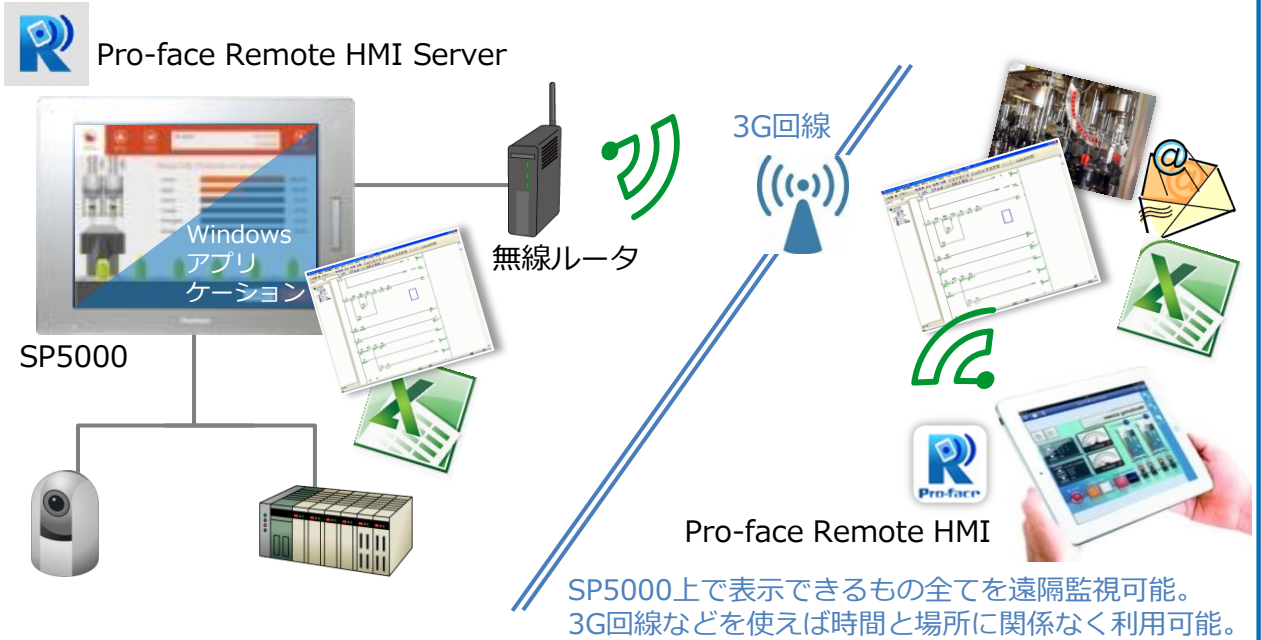 Pro-face Remote HMI Server
3G回線
Windows
アプリ
ケーション
無線ルータ
SP5000
Pro-face
Pro-face Remote HMI
SP5000上で表示できるもの全てを遠隔監視可能。
3G回線などを使えば時間と場所に関係なく利用可能。